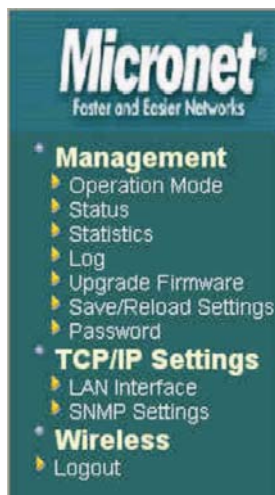 Micronet®
Faster and Easier Networks
Management
Operation Mode
Status
Statistics
Log
Upgrade Firmware
Save/Reload Settings
Password
TCP/IP Settings
LAN Interface
SNMP Settings
Wireless
Logout